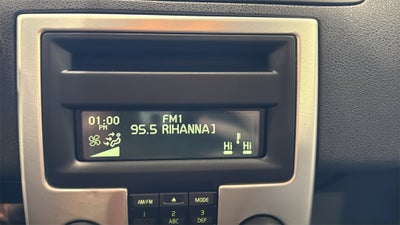 01:00
PM
FM1
95.5 RIHANNA]
Hi Hi
AM/FM
MODE
1
2
ABC
3
DEF